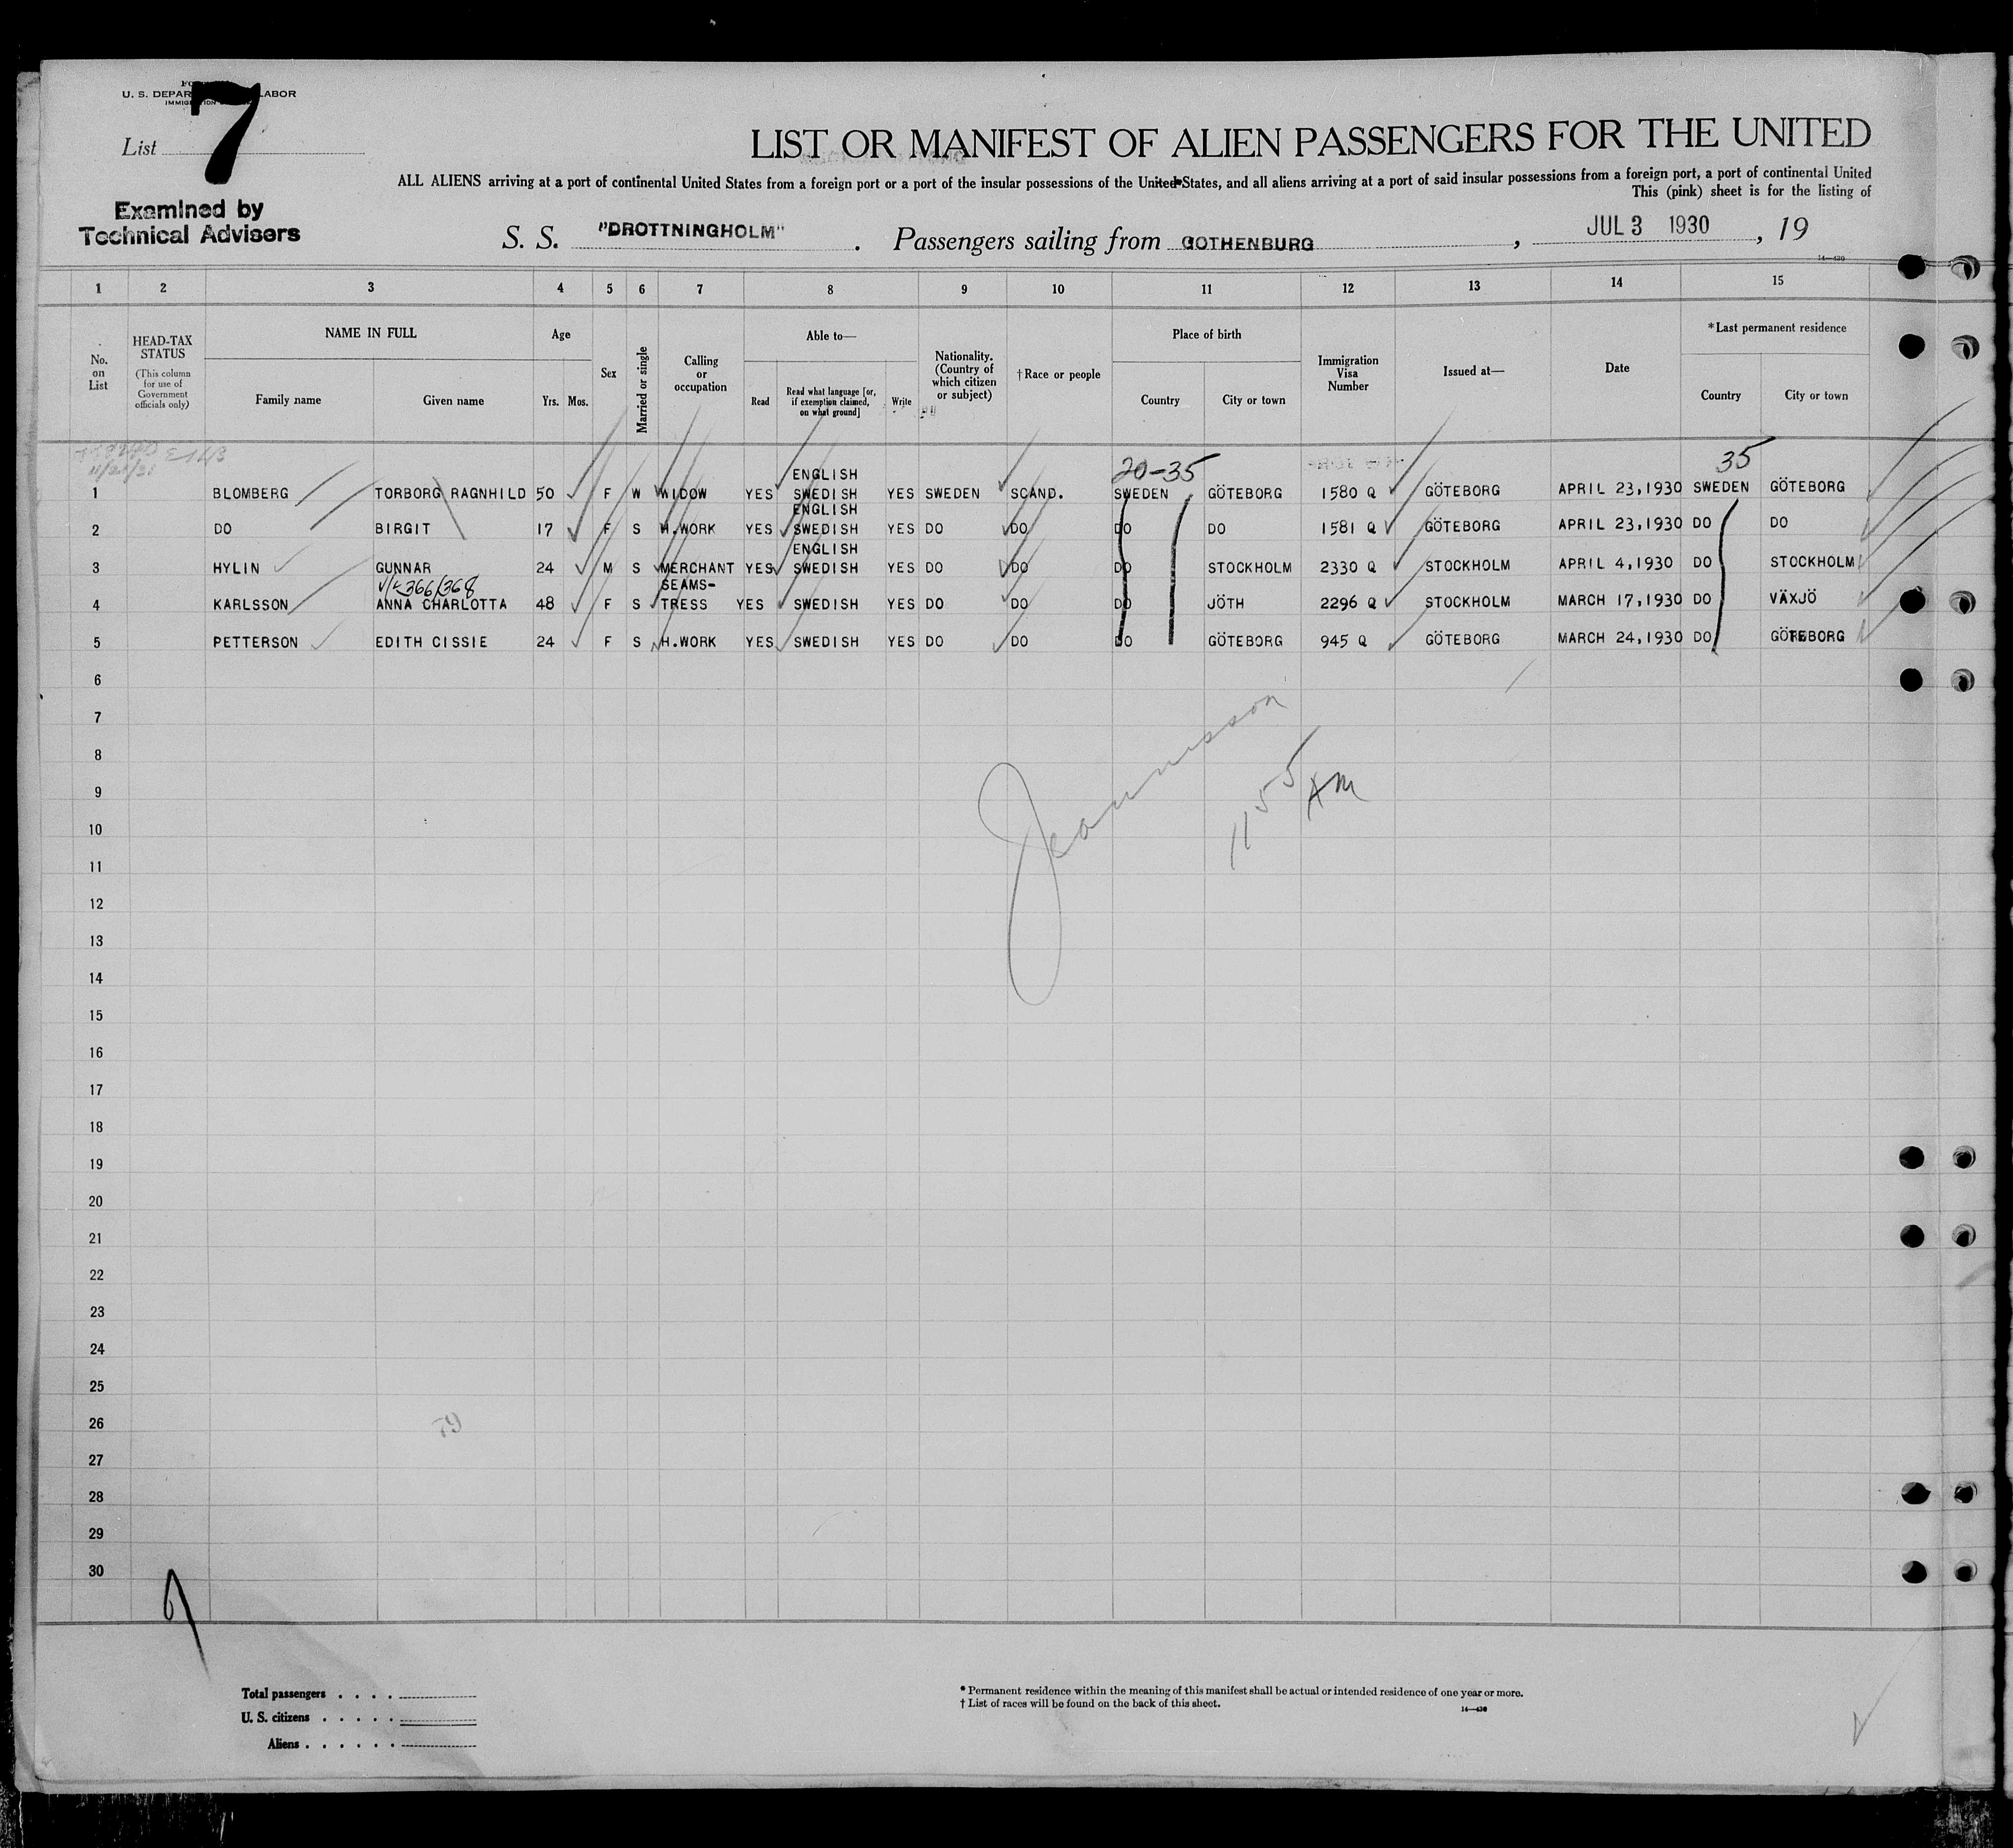 U. S. DEPAR LABOR
7
List
LIST OR MANIFEST OF ALIEN PASSENGERS FOR THE UNITED
ALL ALIENS arriving at a port of continental United States from a foreign port or a port of the insular possessions of the United States, and all aliens arriving at a port of said insular possessions from a foreign port, a port of continental United
This (pink) sheet is for the listing of
Examined by
Technical Advisers
S. S. "DROTTNINGHOLM" . Passengers sailing from GOTHENBURG , JUL 3 1930 , 19
14—430
1 2 3 4 5 6 7 8 9 10 11 12 13 14 15
No. on List
HEAD-TAX STATUS (This column for use of Government officials only)
NAME IN FULL
Family name Given name
Age
Yrs. Mos.
Sex
Married or single
Calling or occupation
Able to—
Read Read what language [or, if exemption claimed, on what ground] Write
Nationality. (Country of which citizen or subject)
†Race or people
Place of birth
Country City or town
Immigration Visa Number
Issued at—
Date
*Last permanent residence
Country City or town
20-35 35
ENGLISH
1 BLOMBERG TORBORG RAGNHILD 50 F W WIDOW YES SWEDISH YES SWEDEN SCAND. SWEDEN GÖTEBORG 1580 Q GÖTEBORG APRIL 23,1930 SWEDEN GÖTEBORG
ENGLISH
2 DO BIRGIT 17 F S H.WORK YES SWEDISH YES DO DO DO DO 1581 Q GÖTEBORG APRIL 23,1930 DO DO
ENGLISH
3 HYLIN GUNNAR 24 M S MERCHANT YES SWEDISH YES DO DO DO STOCKHOLM 2330 Q STOCKHOLM APRIL 4,1930 DO STOCKHOLM
366/368 SEAMS-
4 KARLSSON ANNA CHARLOTTA 48 F S TRESS YES SWEDISH YES DO DO DO JÖTH 2296 Q STOCKHOLM MARCH 17,1930 DO VÄXJÖ
5 PETTERSON EDITH CISSIE 24 F S H.WORK YES SWEDISH YES DO DO DO GÖTEBORG 945 Q GÖTEBORG MARCH 24,1930 DO GÖTEBORG
6
7
8
9
1155 AM
10
11
12
13
14
15
16
17
18
19
20
21
22
23
24
25
26
27
28
29
30
Total passengers . . . .
U. S. citizens . . . . .
Aliens . . . . . .
* Permanent residence within the meaning of this manifest shall be actual or intended residence of one year or more.
† List of races will be found on the back of this sheet.
14—430